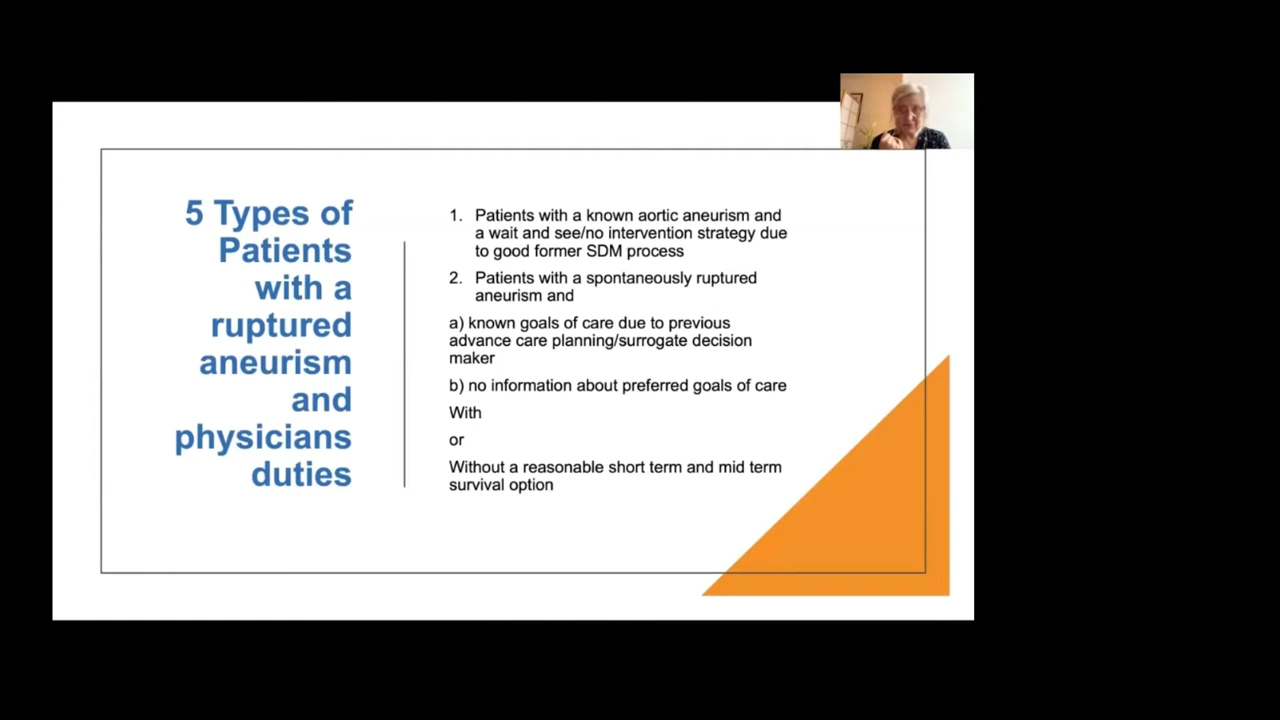 5 Types of
Patients
with a
ruptured
aneurism
and
physicians
duties
1. Patients with a known aortic aneurism and
a wait and see/no intervention strategy due
to good former SDM process
2. Patients with a spontaneously ruptured
aneurism and
a) known goals of care due to previous
advance care planning/surrogate decision
maker
b) no information about preferred goals of care
With
or
Without a reasonable short term and mid term
survival option